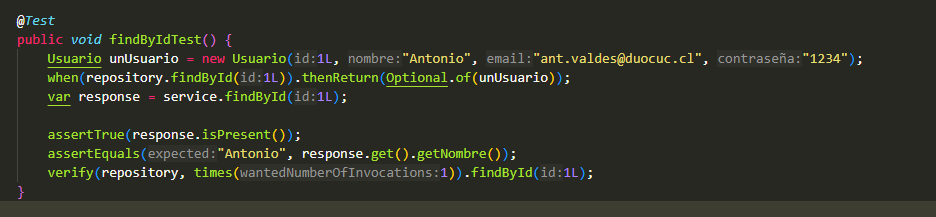 @Test
public void findByIdTest() {
Usuario unUsuario = new Usuario(id:1L, nombre:"Antonio", email:"ant.valdes@duocuc.cl", contraseña:"1234");
when(repository.findById(id:1L)).thenReturn(Optional.of(unUsuario));
var response = service.findById(id:1L);
assertTrue(response.isPresent());
assertEquals(expected:"Antonio", response.get().getNombre());
verify(repository, times(wantedNumberOfInvocations:1)).findById(id:1L);
}